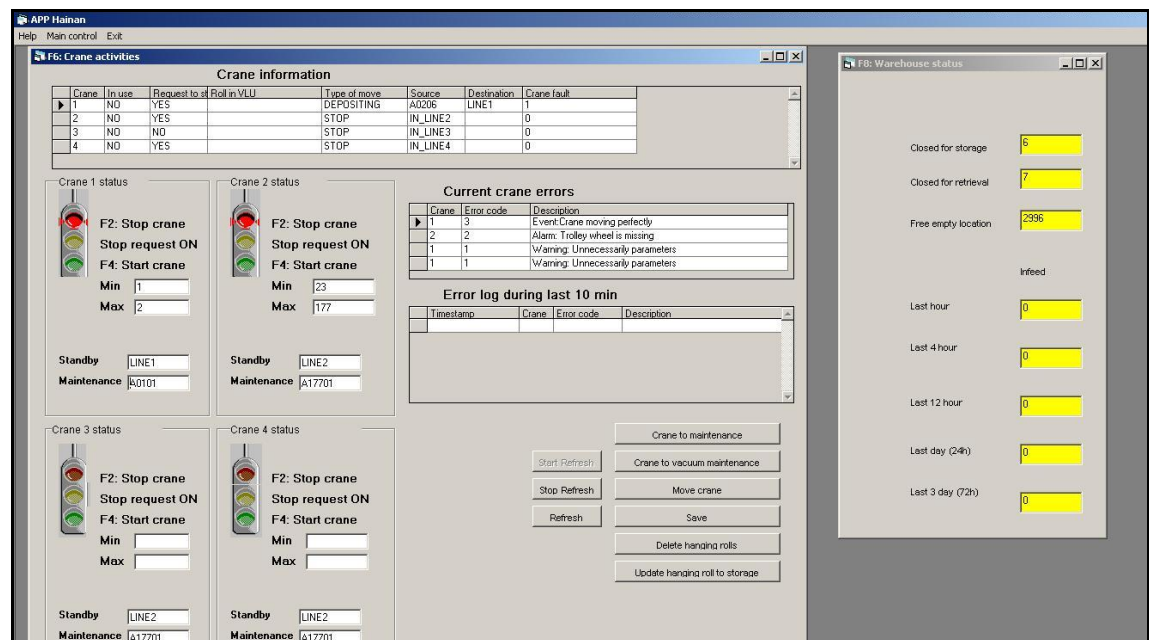 APP Hainan
Help Main control Exit
F6: Crane activities
Crane information
Crane In use Request to st Roll in VLU Type of move Source Destination Crane fault
1 NO YES DEPOSITING A0206 LINE1 1
2 NO YES STOP IN_LINE2 0
3 NO NO STOP IN_LINE3 0
4 NO YES STOP IN_LINE4 0
Crane 1 status
F2: Stop crane
Stop request ON
F4: Start crane
Min 1
Max 2
Standby LINE1
Maintenance A0101
Crane 2 status
F2: Stop crane
Stop request ON
F4: Start crane
Min 23
Max 177
Standby LINE2
Maintenance A17701
Current crane errors
Crane Error code Description
1 3 Event:Crane moving perfectly
2 2 Alarm: Trolley wheel is missing
1 1 Warning: Unnecessarily parameters
1 1 Warning: Unnecessarily parameters
Error log during last 10 min
Timestamp Crane Error code Description
Crane 3 status
F2: Stop crane
Stop request ON
F4: Start crane
Min
Max
Standby LINE2
Maintenance A17701
Crane 4 status
F2: Stop crane
Stop request ON
F4: Start crane
Min
Max
Standby LINE2
Maintenance A17701
Crane to maintenance
Start Refresh Crane to vacuum maintenance
Stop Refresh Move crane
Refresh Save
Delete hanging rolls
Update hanging roll to storage
F8: Warehouse status
Closed for storage 6
Closed for retrieval 7
Free empty location 2996
Infeed
Last hour 0
Last 4 hour 0
Last 12 hour 0
Last day (24h) 0
Last 3 day (72h) 0